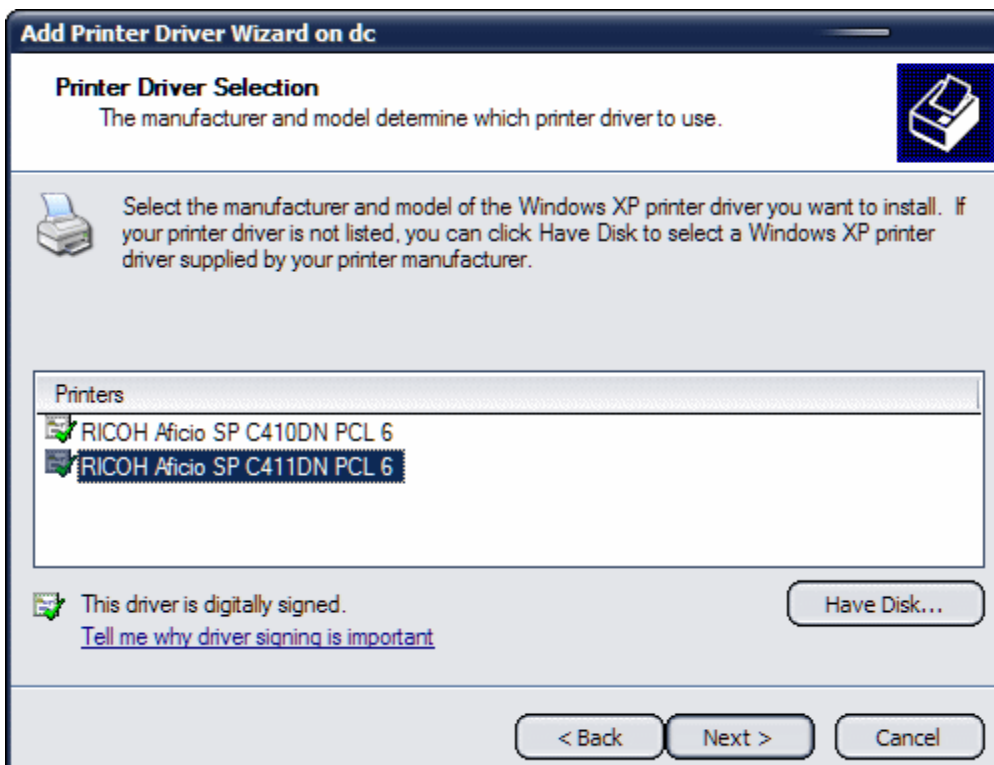 Add Printer Driver Wizard on dc
Printer Driver Selection
The manufacturer and model determine which printer driver to use.
Select the manufacturer and model of the Windows XP printer driver you want to install. If
your printer driver is not listed, you can click Have Disk to select a Windows XP printer
driver supplied by your printer manufacturer.
Printers
RICOH Aficio SP C410DN PCL 6
RICOH Aficio SP C411DN PCL 6
This driver is digitally signed.
Have Disk...
Tell me why driver signing is important
< Back
Next >
Cancel